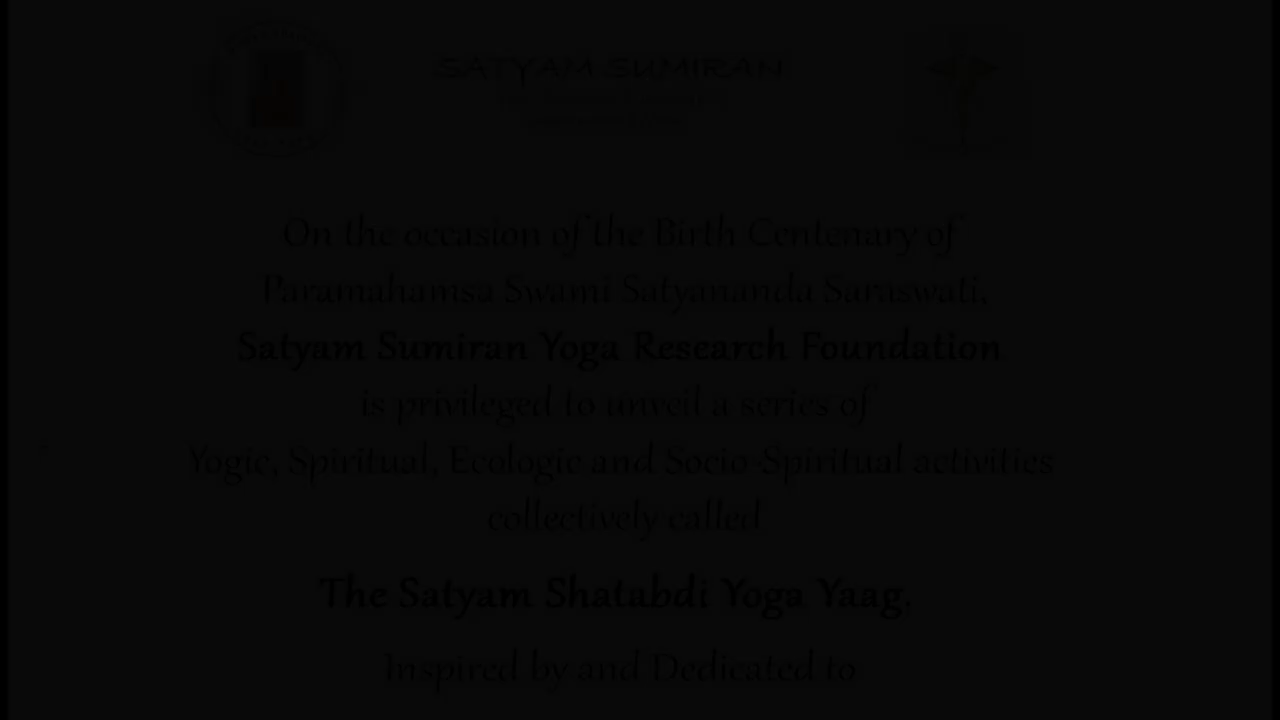 SATYAM SUMIRAN
On the occasion of the Birth Centenary of
Paramahamsa Swami Satyananda Saraswati,
Satyam Sumiran Yoga Research Foundation
is privileged to unveil a series of
Yogic, Spiritual, Ecologic and Socio-Spiritual activities
collectively called
The Satyam Shatabdi Yoga Yaag.
Inspired by and Dedicated to